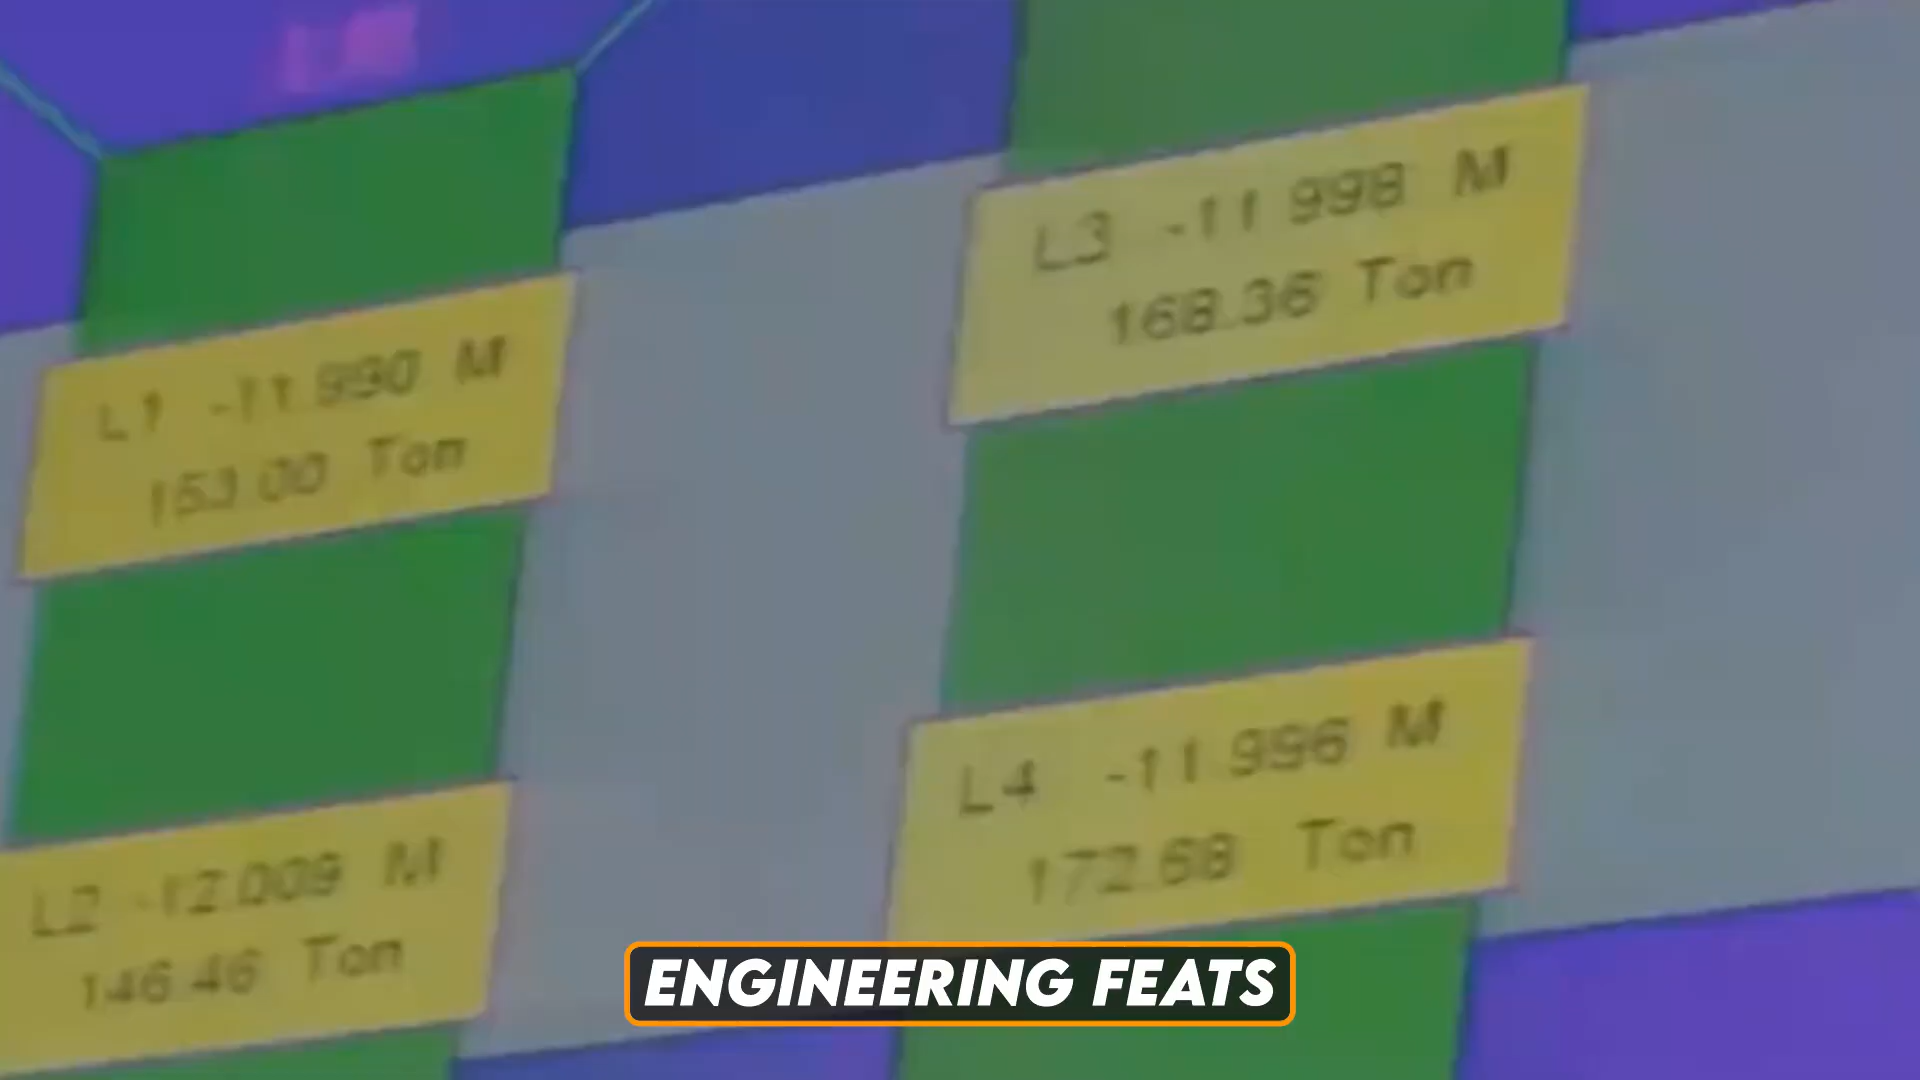 L1 -11.990 M
153.00 Ton
L3 -11.998 M
168.36 Ton
L2 -12.009 M
146.46 Ton
L4 -11.996 M
172.68 Ton
ENGINEERING FEATS